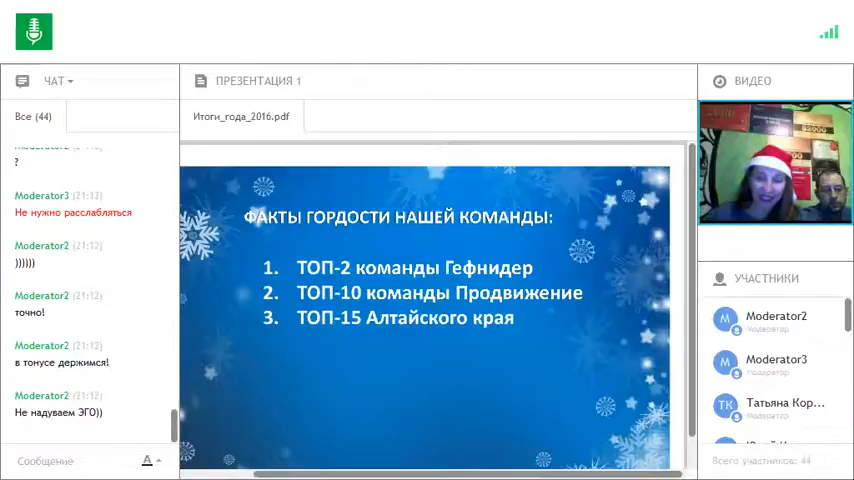 ЧАТ
Все (44)
?
Moderator3 (21:12)
Не нужно расслабляться
Moderator2 (21:12)
))))))
Moderator2 (21:12)
точно!
Moderator2 (21:12)
в тонусе держимся!
Moderator2 (21:12)
Не надуваем ЭГО))
Сообщение
A
ПРЕЗЕНТАЦИЯ 1
Итоги_года_2016.pdf
ФАКТЫ ГОРДОСТИ НАШЕЙ КОМАНДЫ:
1. ТОП-2 команды Гефнидер
2. ТОП-10 команды Продвижение
3. ТОП-15 Алтайского края
ВИДЕО
$2000
УЧАСТНИКИ
M
Moderator2
Модератор
M
Moderator3
Модератор
ТК
Татьяна Кор...
Модератор
Всего участников: 44